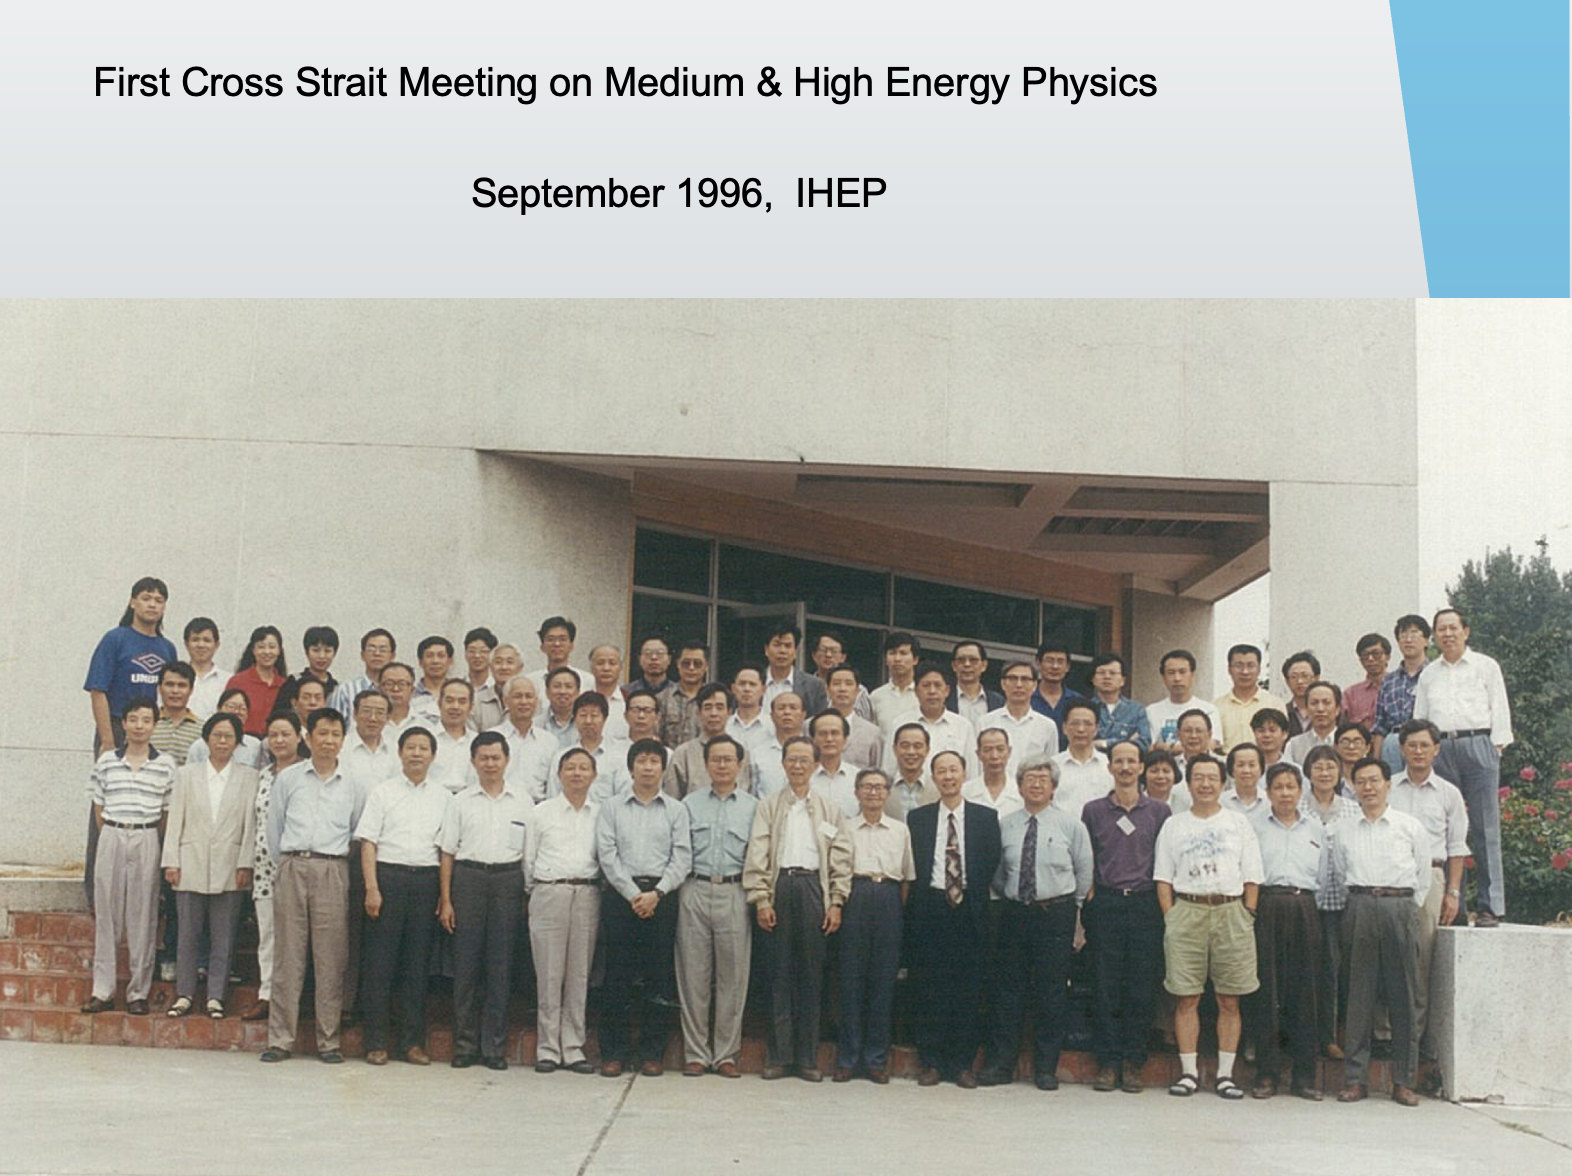 First Cross Strait Meeting on Medium & High Energy Physics
September 1996, IHEP